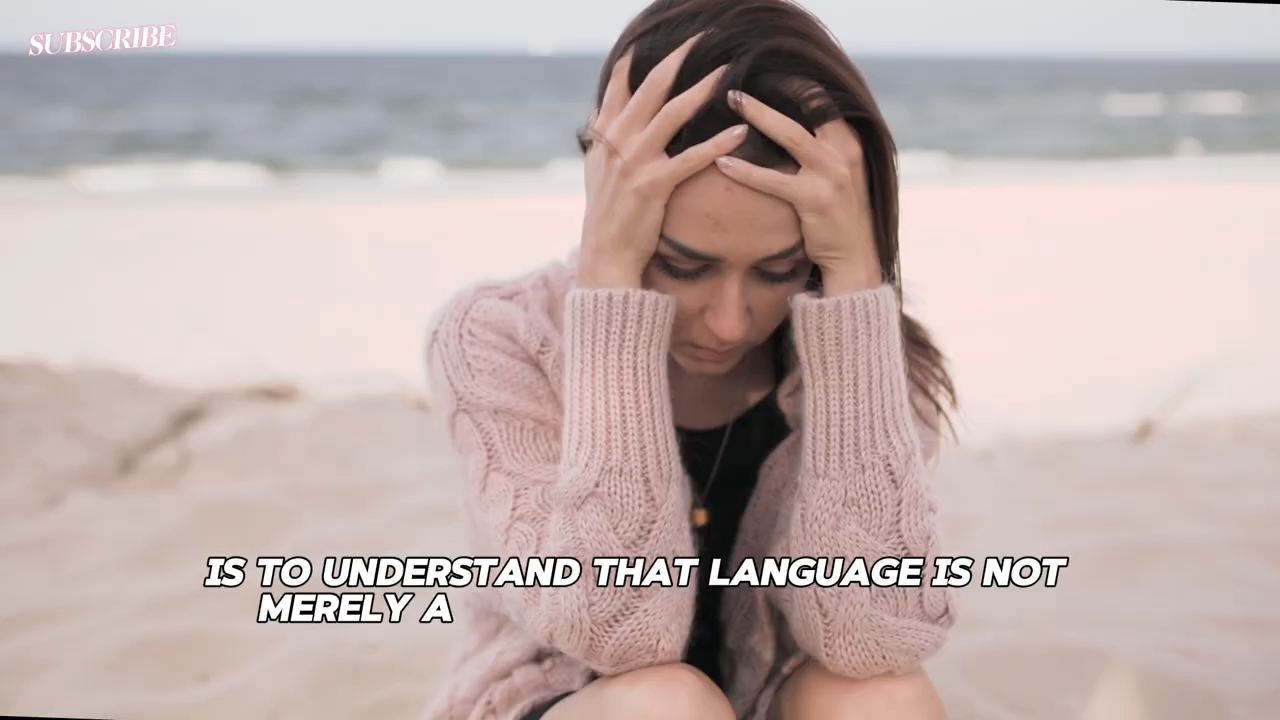 SUBSCRIBE
IS TO UNDERSTAND THAT LANGUAGE IS NOT
MERELY A